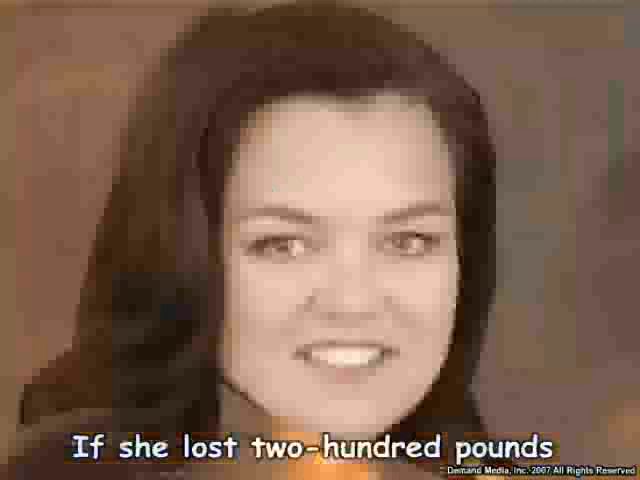 If she lost two-hundred pounds
Demand Media, Inc. 2007 All Rights Reserved